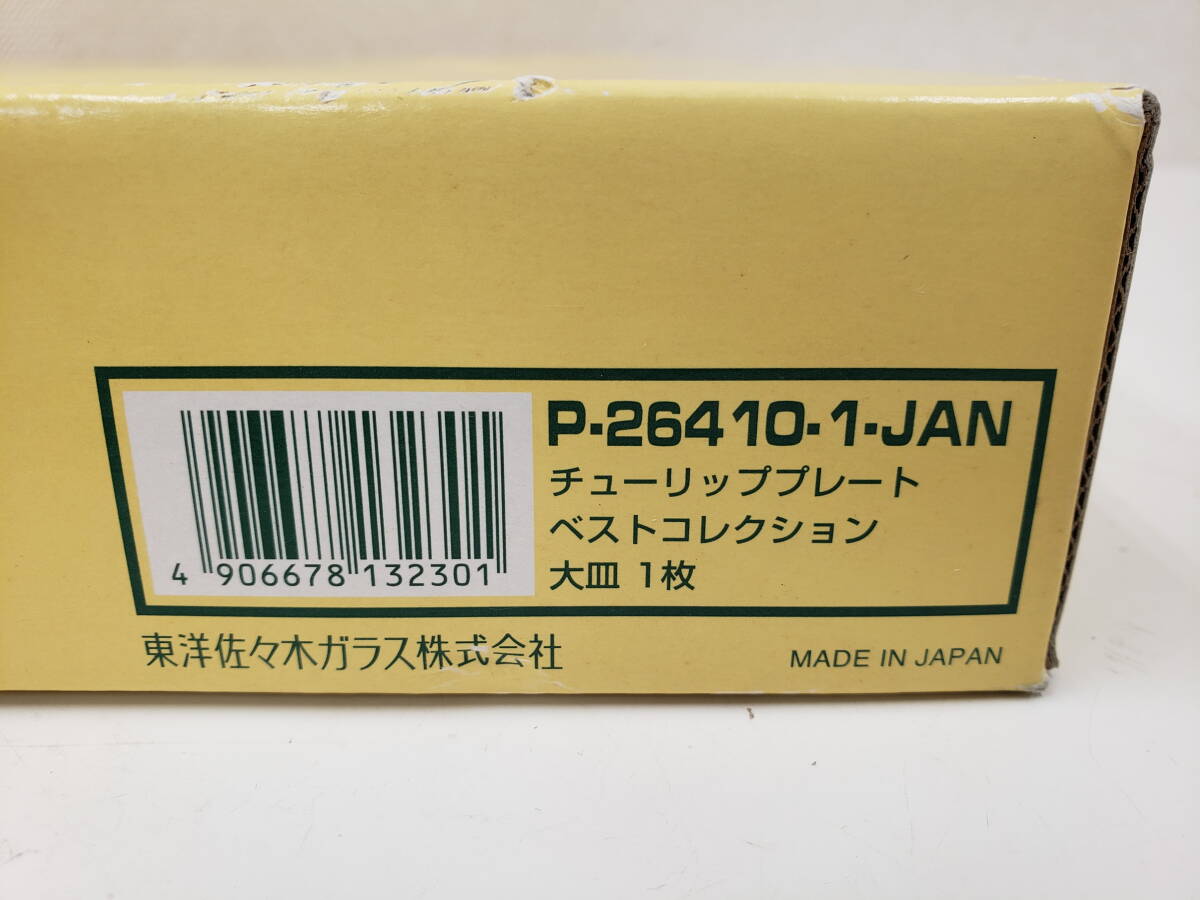 P-26410-1-JAN
チューリッププレート
ベストコレクション
大皿 1枚
4 906678 132301
東洋佐々木ガラス株式会社
MADE IN JAPAN